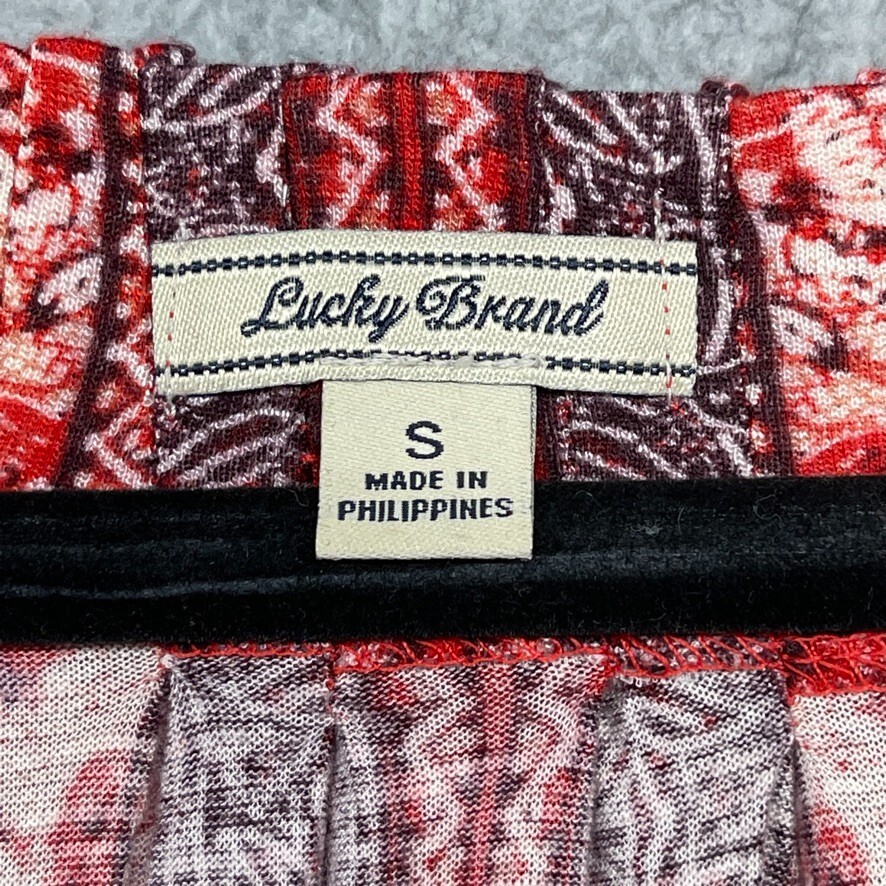 Lucky Brand
S
MADE IN
PHILIPPINES